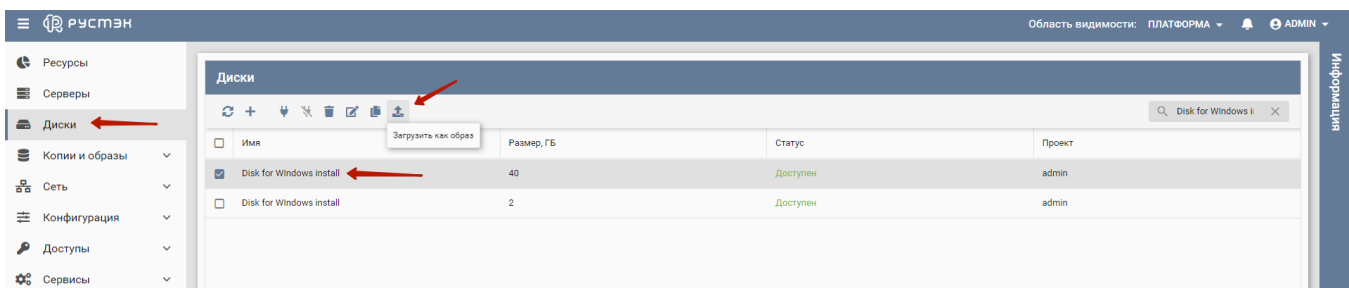 РУСТЭК
Область видимости: ПЛАТФОРМА
ADMIN
Ресурсы
Серверы
Диски
Копии и образы
Сеть
Конфигурация
Доступы
Сервисы
Диски
Disk for WIndows i
Загрузить как образ
Имя
Размер, ГБ
Статус
Проект
Disk for WIndows install
40
Доступен
admin
Disk for WIndows install
2
Доступен
admin
Информация